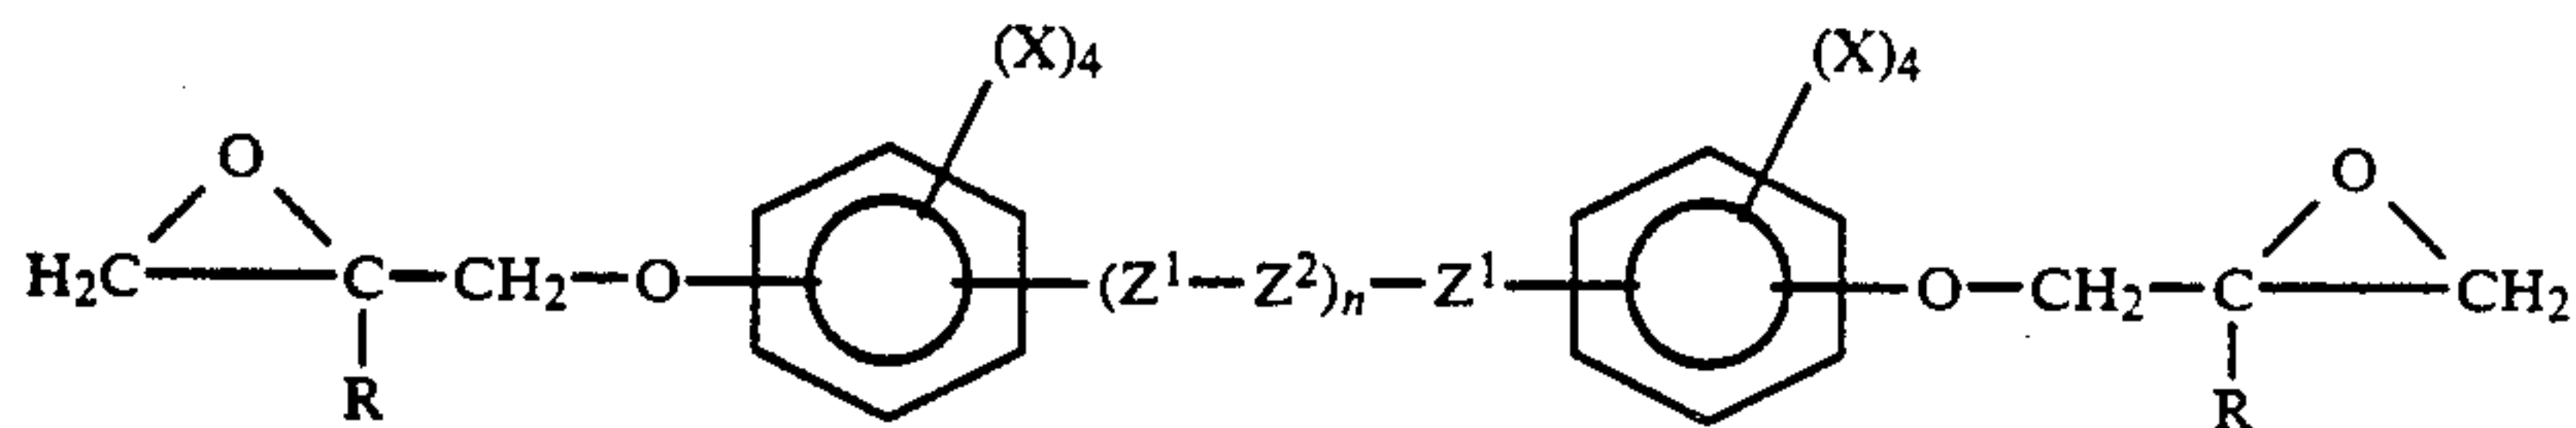 (X)4 (X)4
O O
H2C C—CH2—O (Z1—Z2)n—Z1 O—CH2—C CH2
R R